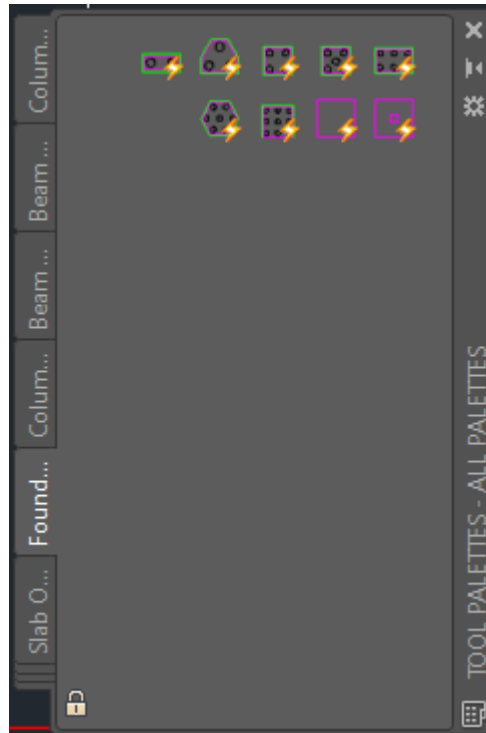 Colum...
Beam ...
Beam ...
Colum...
Found...
Slab O...
TOOL PALETTES - ALL PALETTES